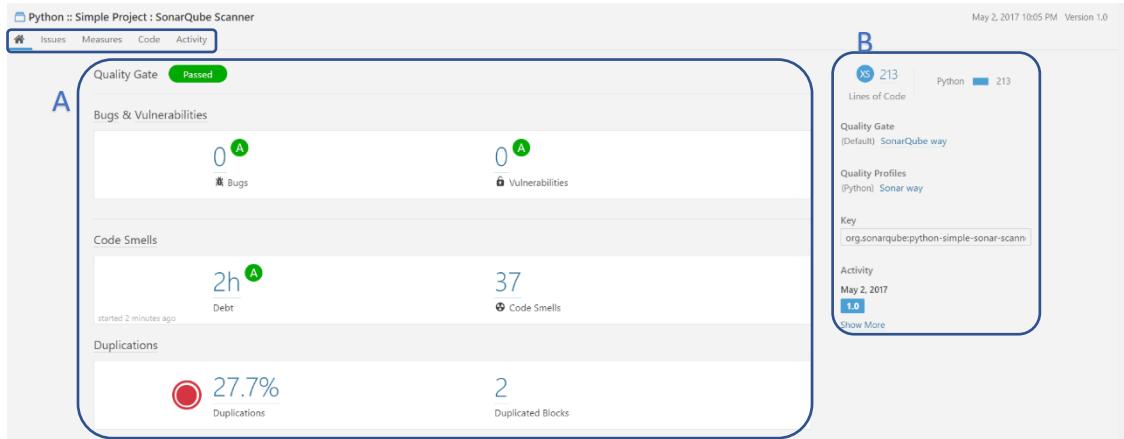 Python :: Simple Project : SonarQube Scanner
May 2, 2017 10:05 PM Version 1.0
Issues Measures Code Activity
A
Quality Gate Passed
Bugs & Vulnerabilities
0 A
Bugs
0 A
Vulnerabilities
Code Smells
2h A
Debt
37
Code Smells
started 2 minutes ago
Duplications
27.7%
Duplications
2
Duplicated Blocks
B
XS 213
Lines of Code
Python 213
Quality Gate
(Default) SonarQube way
Quality Profiles
(Python) Sonar way
Key
org.sonarqube:python-simple-sonar-scann
Activity
May 2, 2017
1.0
Show More